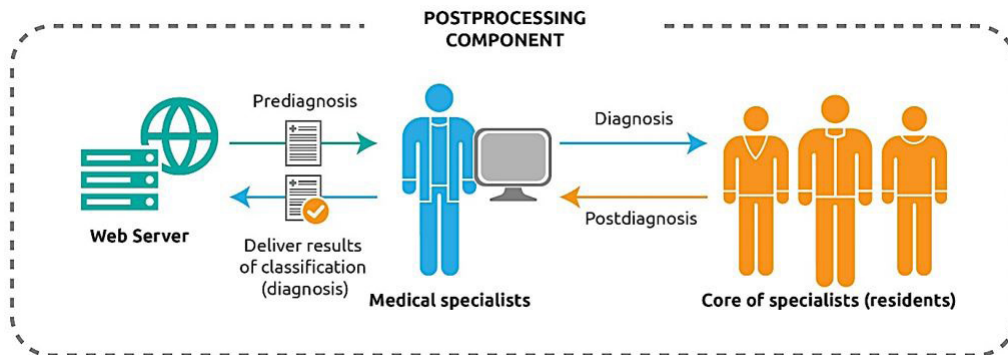 POSTPROCESSING
COMPONENT
Prediagnosis
Diagnosis
Postdiagnosis
Web Server
Deliver results
of classification
(diagnosis)
Medical specialists
Core of specialists (residents)